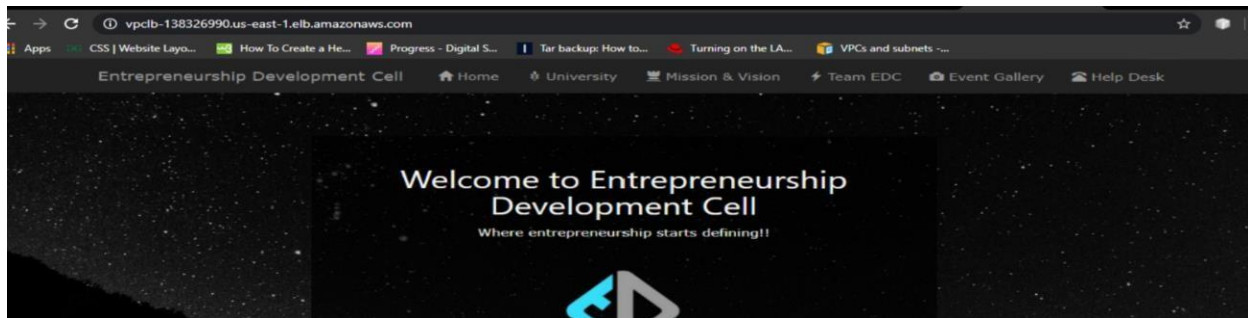 vpclb-138326990.us-east-1.elb.amazonaws.com
Apps CSS | Website Layo... How To Create a He... Progress - Digital S... Tar backup: How to... Turning on the LA... VPCs and subnets -...
Entrepreneurship Development Cell Home University Mission & Vision Team EDC Event Gallery Help Desk
Welcome to Entrepreneurship
Development Cell
Where entrepreneurship starts defining!!